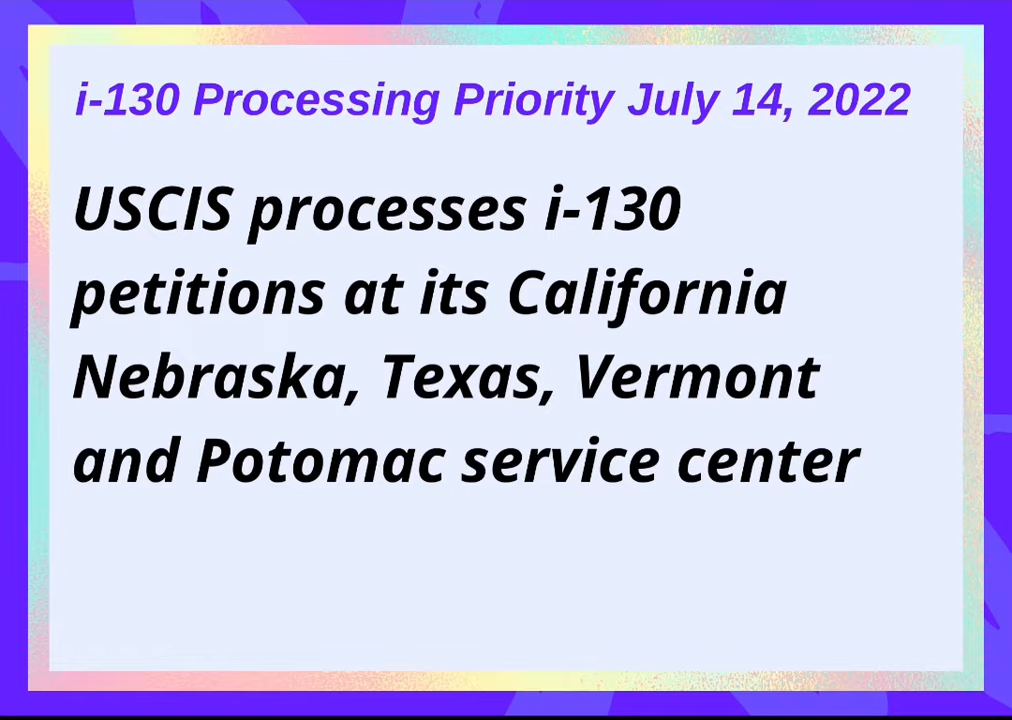 i-130 Processing Priority July 14, 2022
USCIS processes i-130
petitions at its California
Nebraska, Texas, Vermont
and Potomac service center